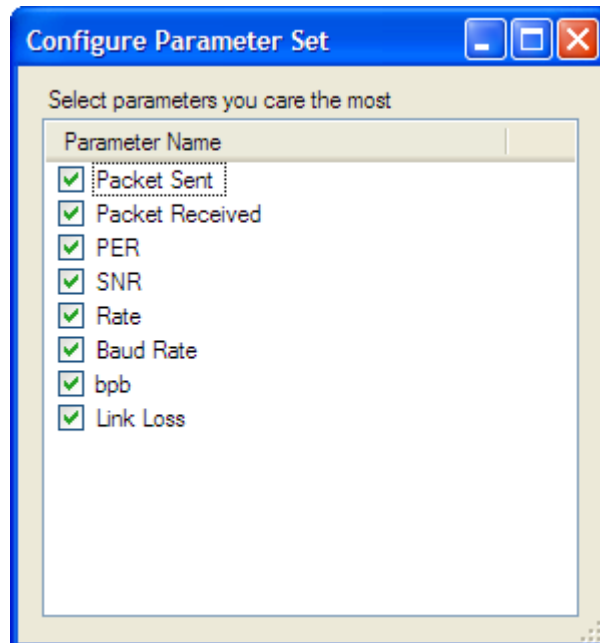 Configure Parameter Set
Select parameters you care the most
Parameter Name
Packet Sent
Packet Received
PER
SNR
Rate
Baud Rate
bpb
Link Loss